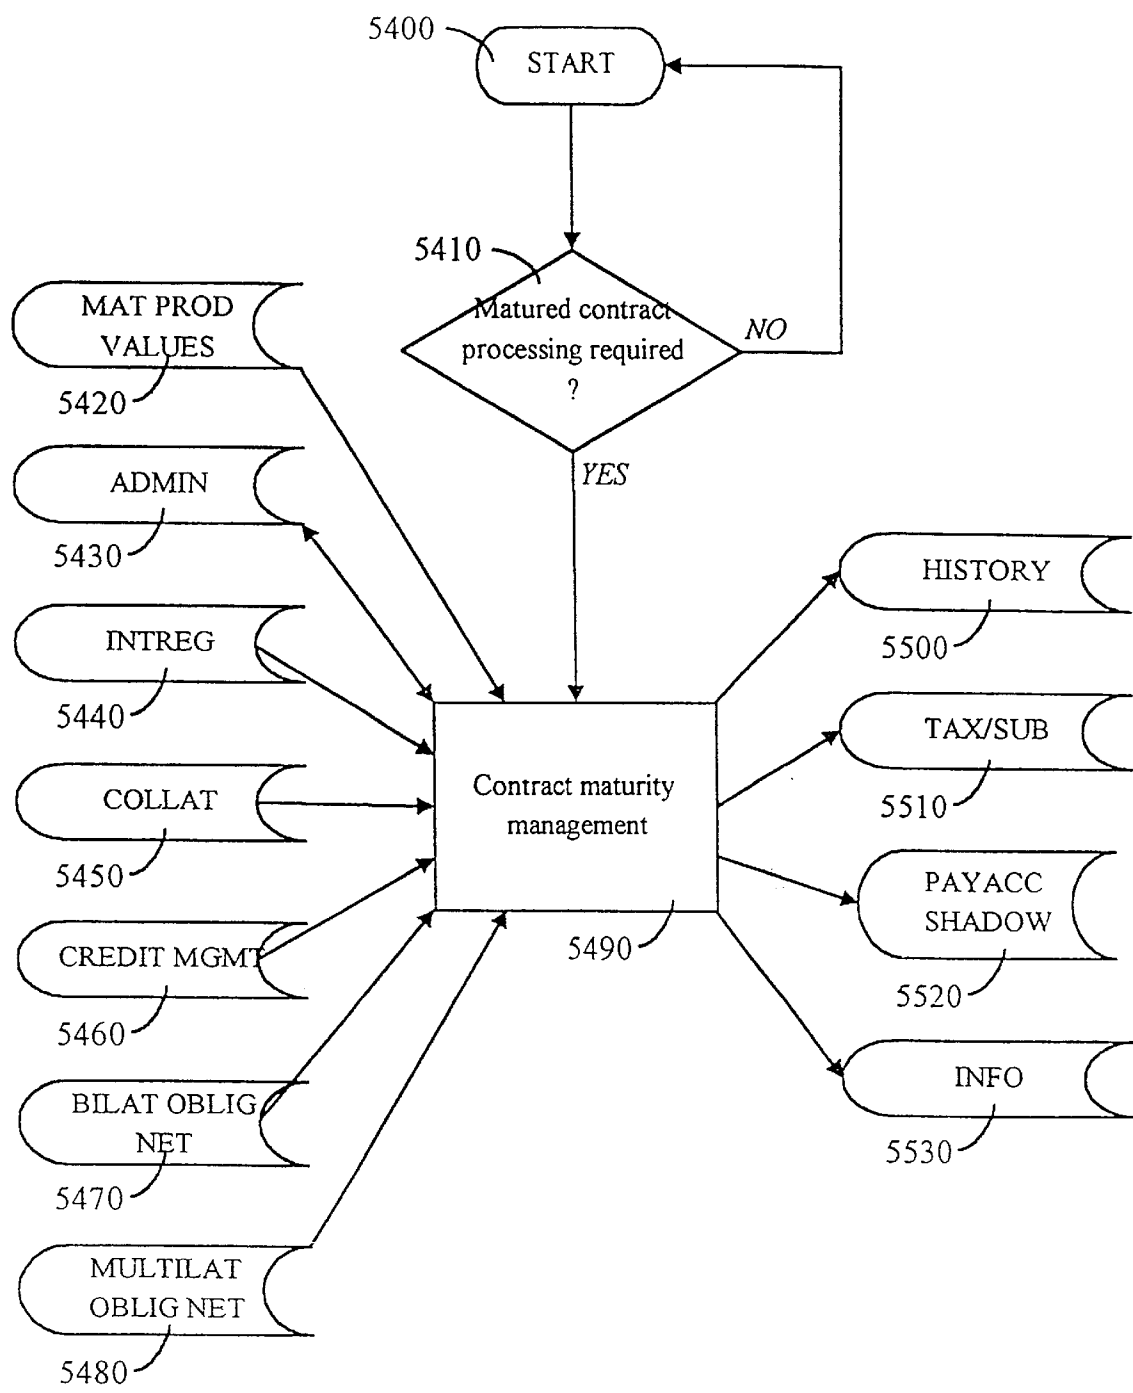 5400
START
5410
Matured contract
processing required
?
NO
YES
MAT PROD
VALUES
5420
ADMIN
5430
INTREG
5440
COLLAT
5450
CREDIT MGMT
5460
BILAT OBLIG
NET
5470
MULTILAT
OBLIG NET
5480
Contract maturity
management
5490
HISTORY
5500
TAX/SUB
5510
PAYACC
SHADOW
5520
INFO
5530